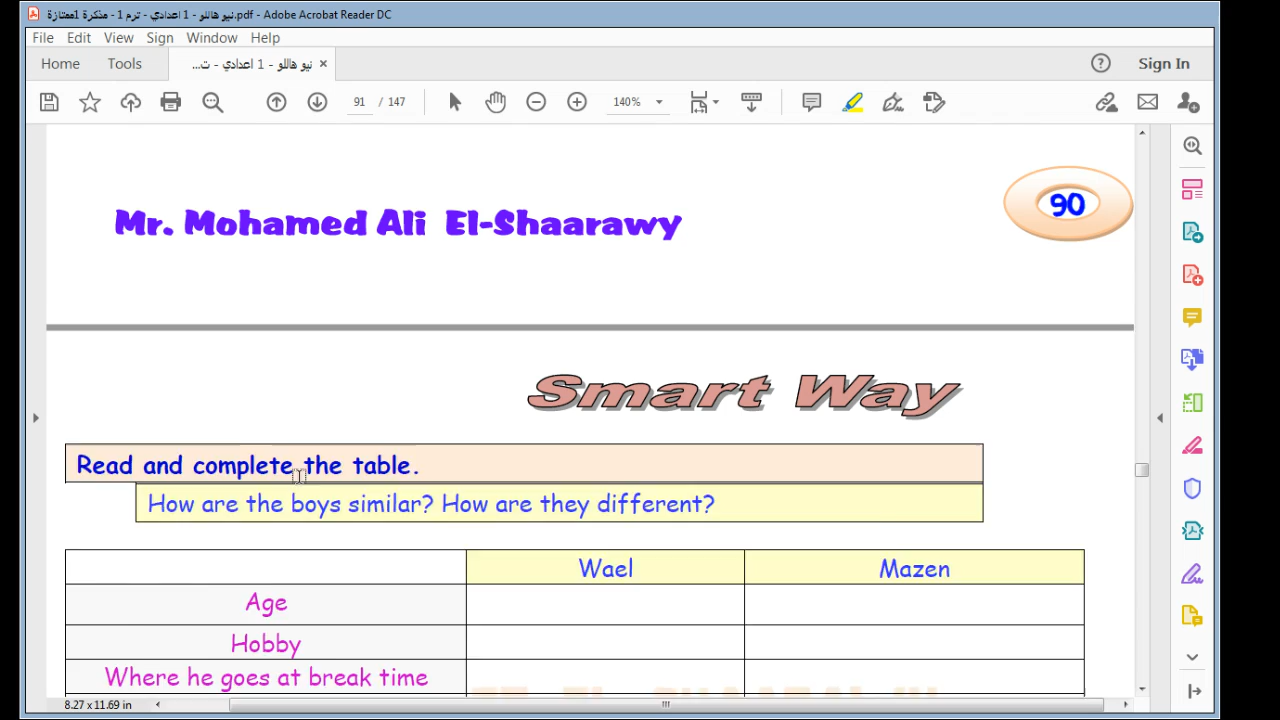 نيو هاللو - 1 اعدادي - ترم 1 - مذكرة 1ممتازة.pdf - Adobe Acrobat Reader DC
File Edit View Sign Window Help
Home Tools نيو هاللو - 1 اعدادي - ت... × ? Sign In
91 / 147 140%
90
Mr. Mohamed Ali El-Shaarawy
Smart Way
Read and complete the table.
How are the boys similar? How are they different?
Wael Mazen
Age
Hobby
Where he goes at break time
8.27 x 11.69 in